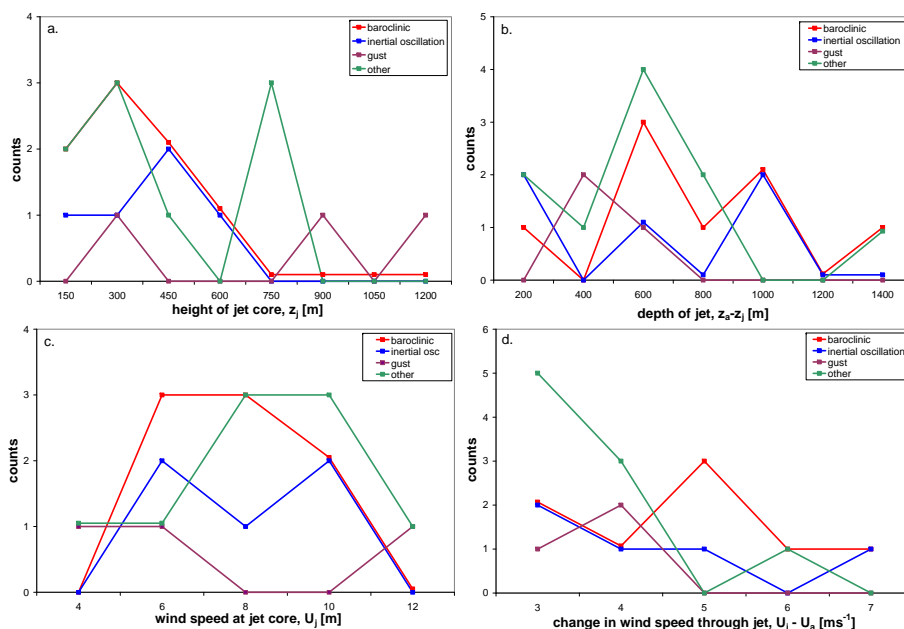 a.
baroclinic
inertial oscillation
gust
other
4
3
2
1
0
counts
150 300 450 600 750 900 1050 1200
height of jet core, zj [m]
b.
baroclinic
inertial oscillation
gust
other
5
4
3
2
1
0
counts
200 400 600 800 1000 1200 1400
depth of jet, za-zj [m]
c.
baroclinic
inertial osc
gust
other
4
3
2
1
0
counts
4 6 8 10 12
wind speed at jet core, Uj [m]
d.
baroclinic
inertial oscillation
gust
other
6
5
4
3
2
1
0
counts
3 4 5 6 7
change in wind speed through jet, Uj - Ua [ms-1]